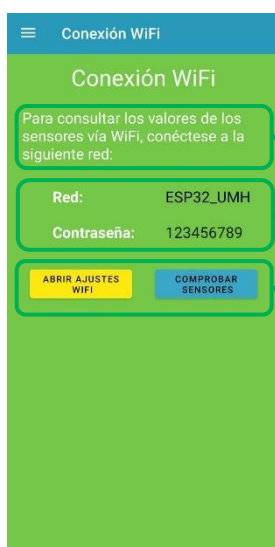 Conexión WiFi
Conexión WiFi
Para consultar los valores de los
sensores vía WiFi, conéctese a la
siguiente red:
Red: ESP32_UMH
Contraseña: 123456789
ABRIR AJUSTES
WIFI
COMPROBAR
SENSORES